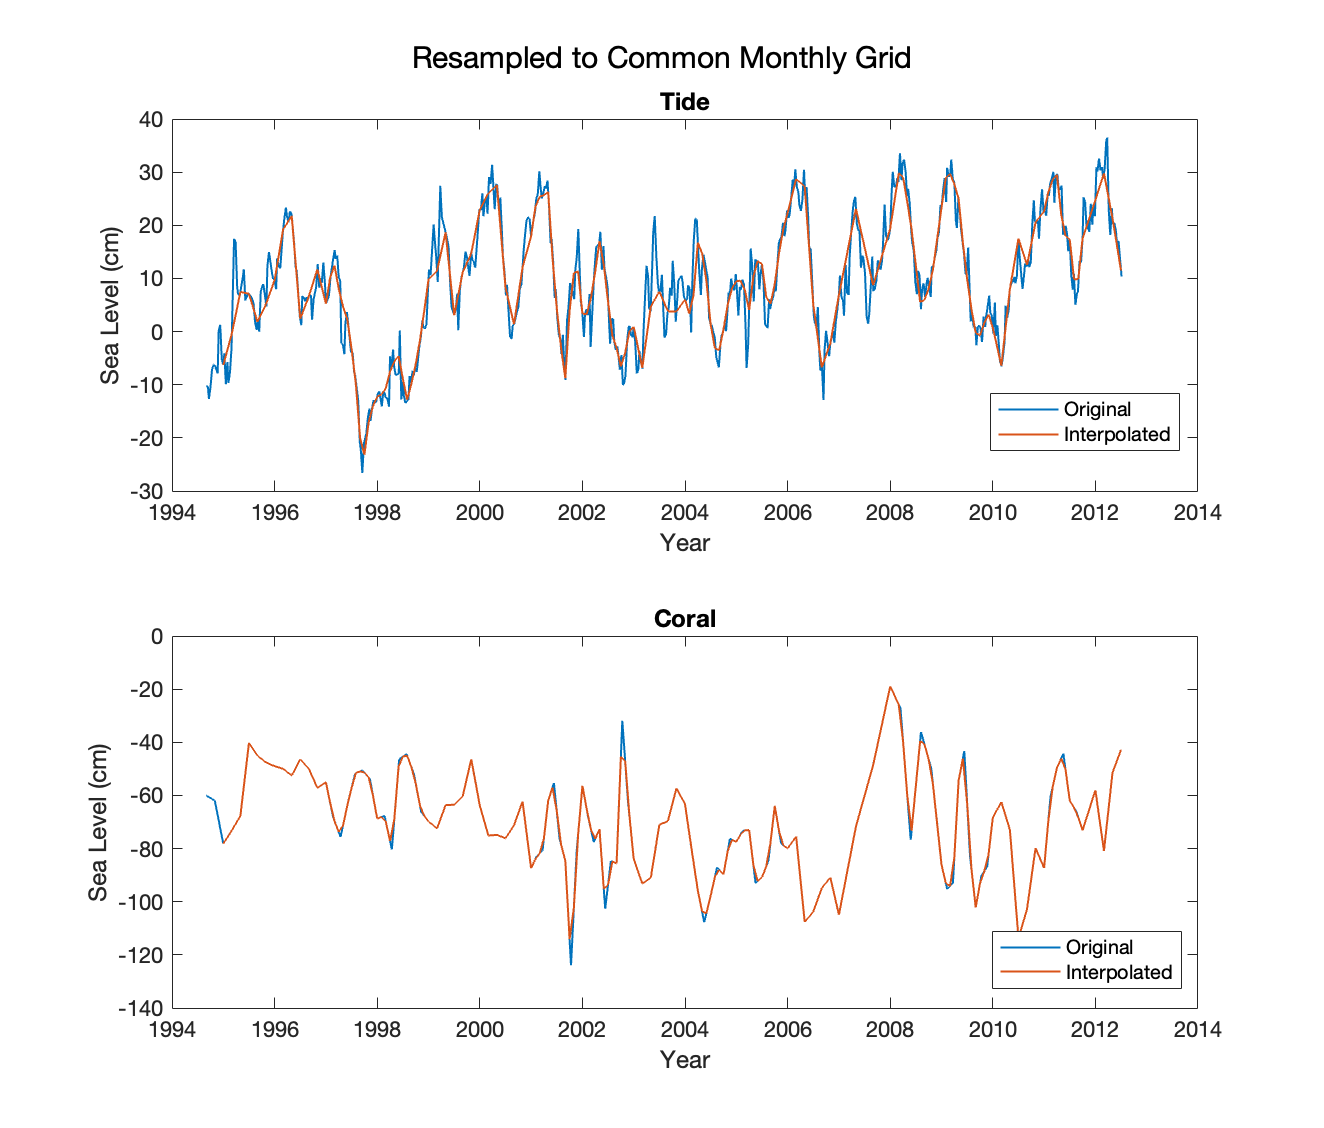 Resampled to Common Monthly Grid
Tide
40
30
20
10
0
-10
-20
-30
Sea Level (cm)
Original
Interpolated
1994 1996 1998 2000 2002 2004 2006 2008 2010 2012 2014
Year
Coral
0
-20
-40
-60
-80
-100
-120
-140
Sea Level (cm)
Original
Interpolated
1994 1996 1998 2000 2002 2004 2006 2008 2010 2012 2014
Year